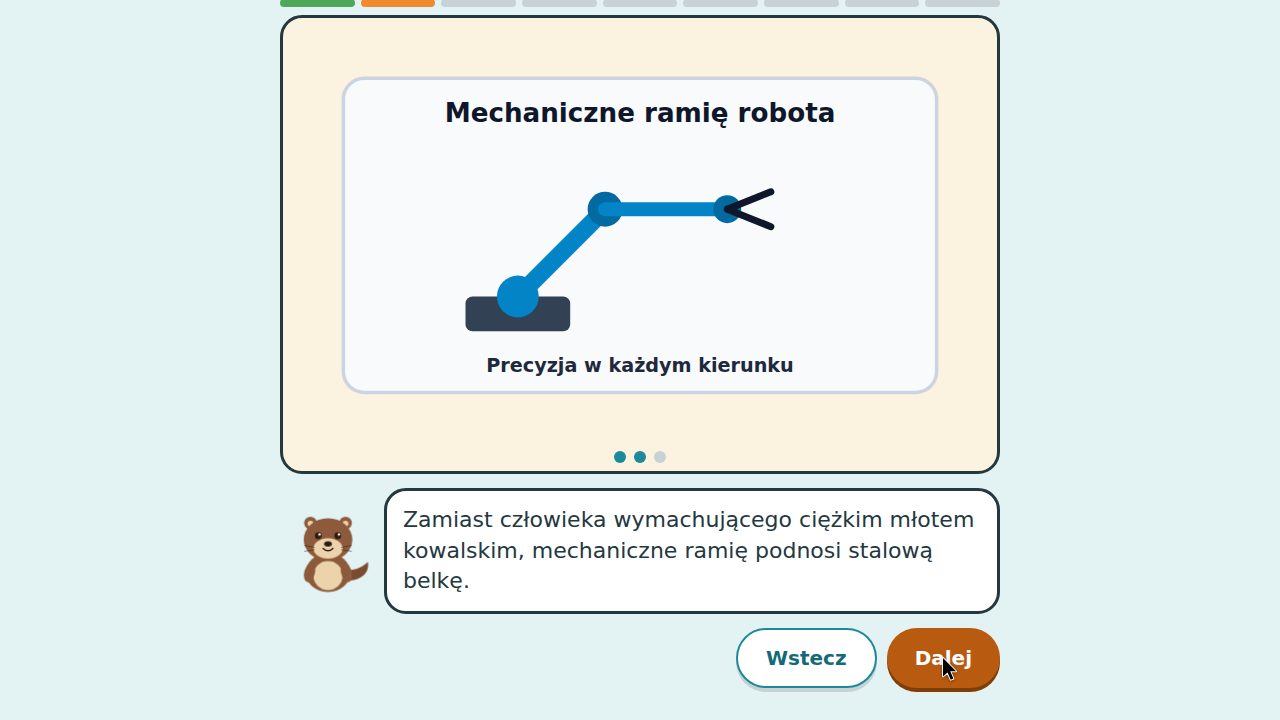 Mechaniczne ramię robota
Precyzja w każdym kierunku
Zamiast człowieka wymachującego ciężkim młotem
kowalskim, mechaniczne ramię podnosi stalową
belkę.
Wstecz
Dalej